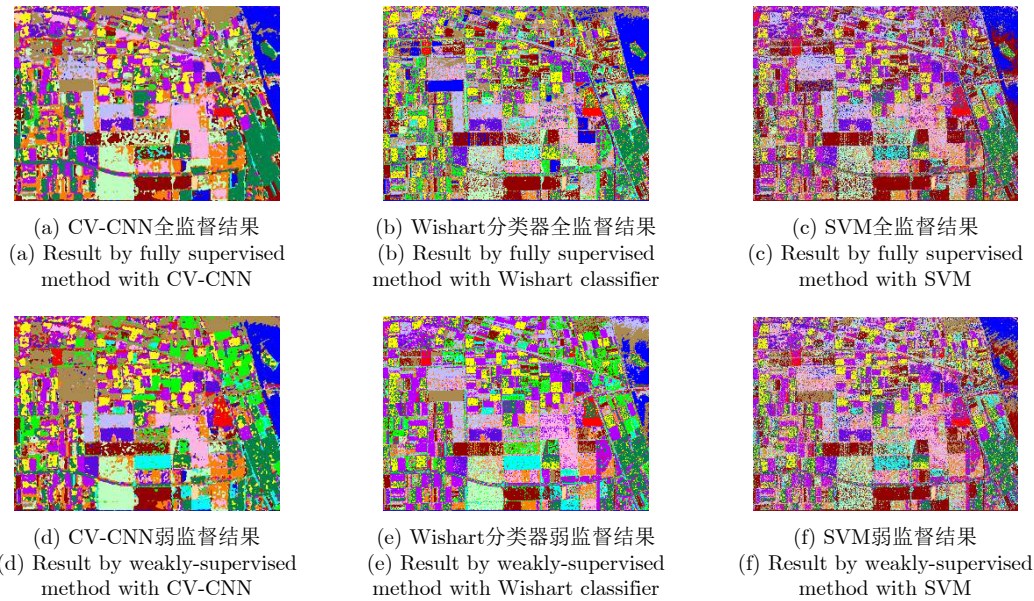 (a) CV-CNN全监督结果
(a) Result by fully supervised
method with CV-CNN
(b) Wishart分类器全监督结果
(b) Result by fully supervised
method with Wishart classifier
(c) SVM全监督结果
(c) Result by fully supervised
method with SVM
(d) CV-CNN弱监督结果
(d) Result by weakly-supervised
method with CV-CNN
(e) Wishart分类器弱监督结果
(e) Result by weakly-supervised
method with Wishart classifier
(f) SVM弱监督结果
(f) Result by weakly-supervised
method with SVM